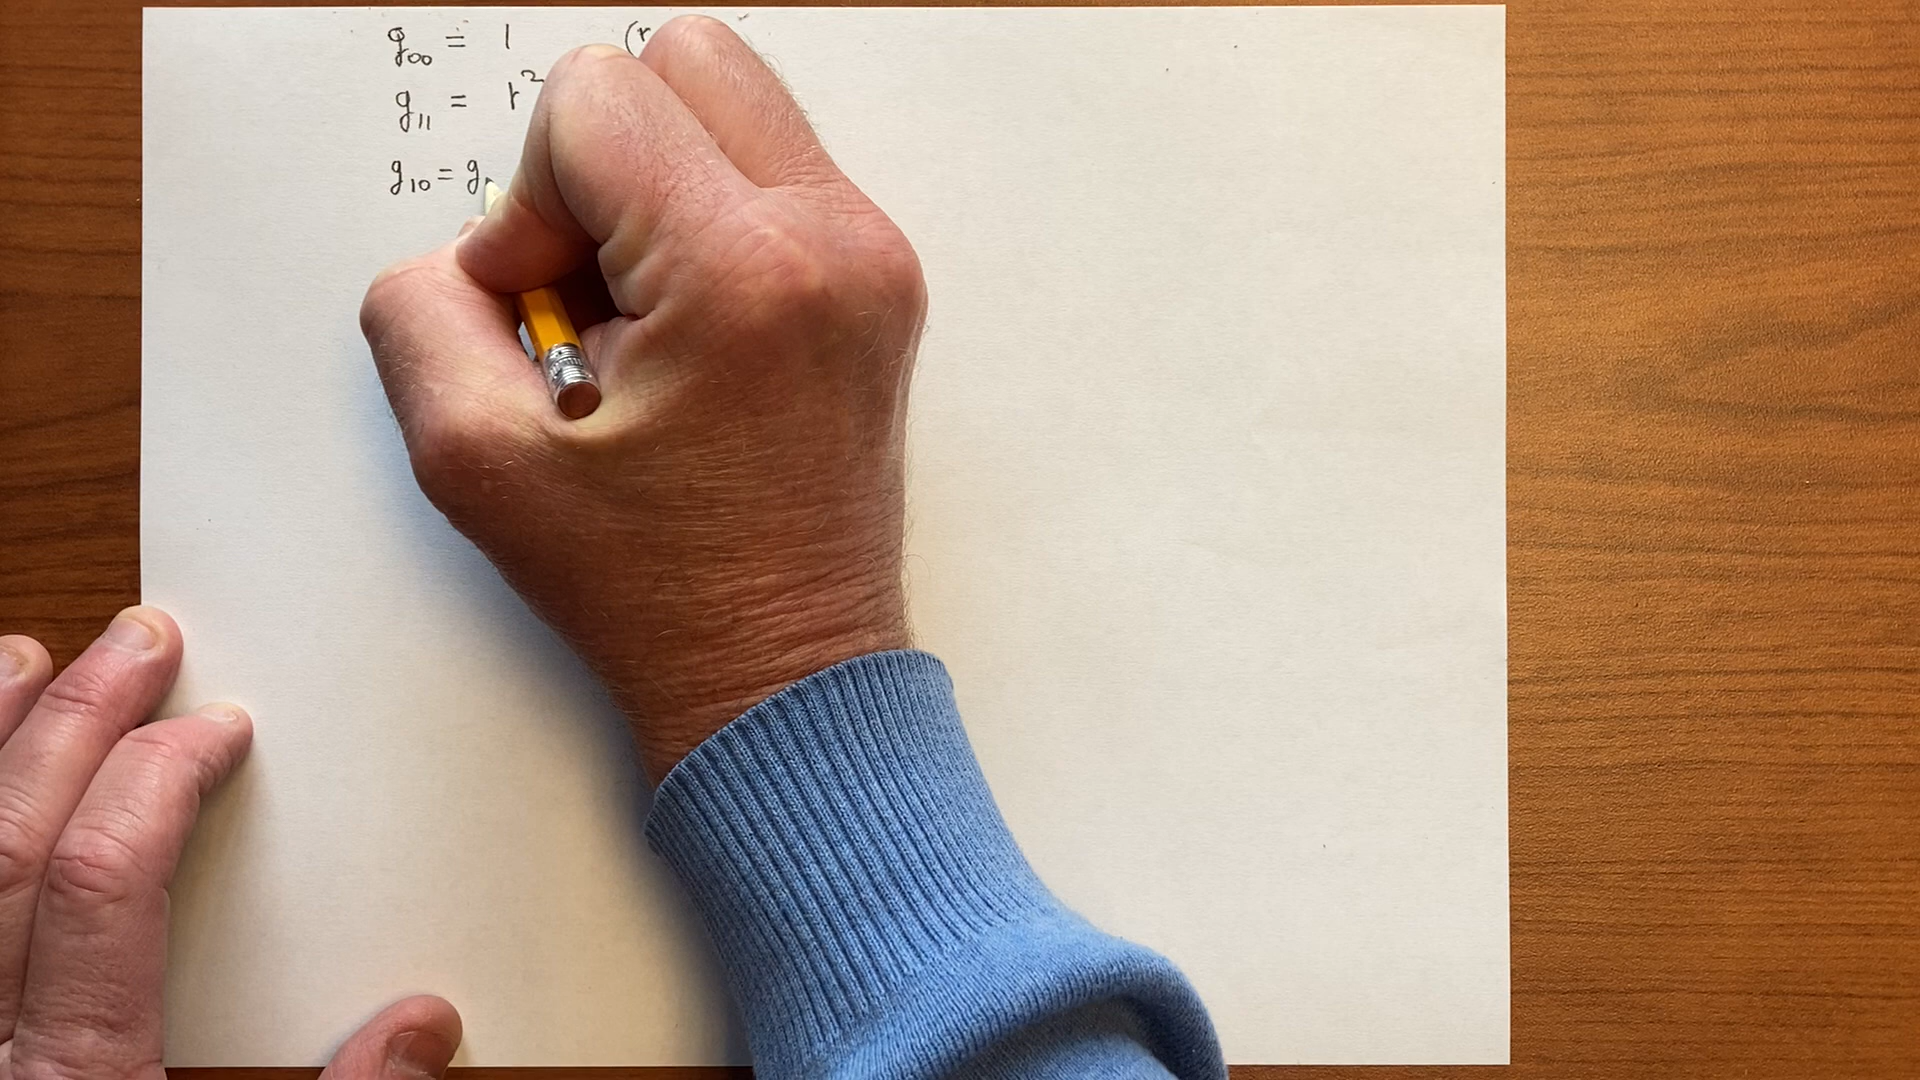 g₀₀ = 1 (r
g₁₁ = r²
g₁₀ = g